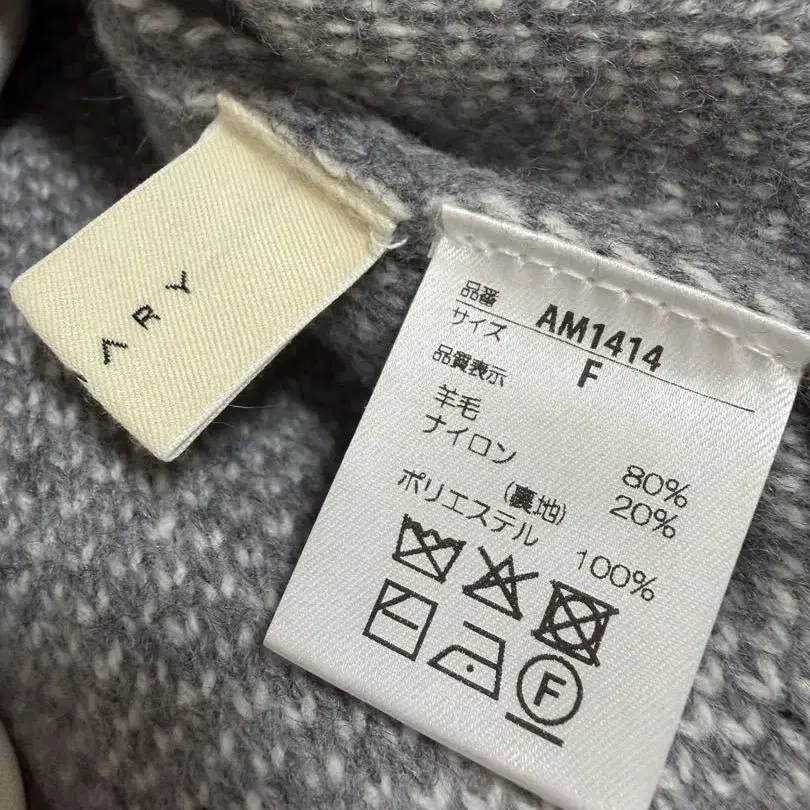 ARY
品番 AM1414
サイズ F
品質表示
羊毛 80%
ナイロン 20%
(裏地)
ポリエステル 100%
F